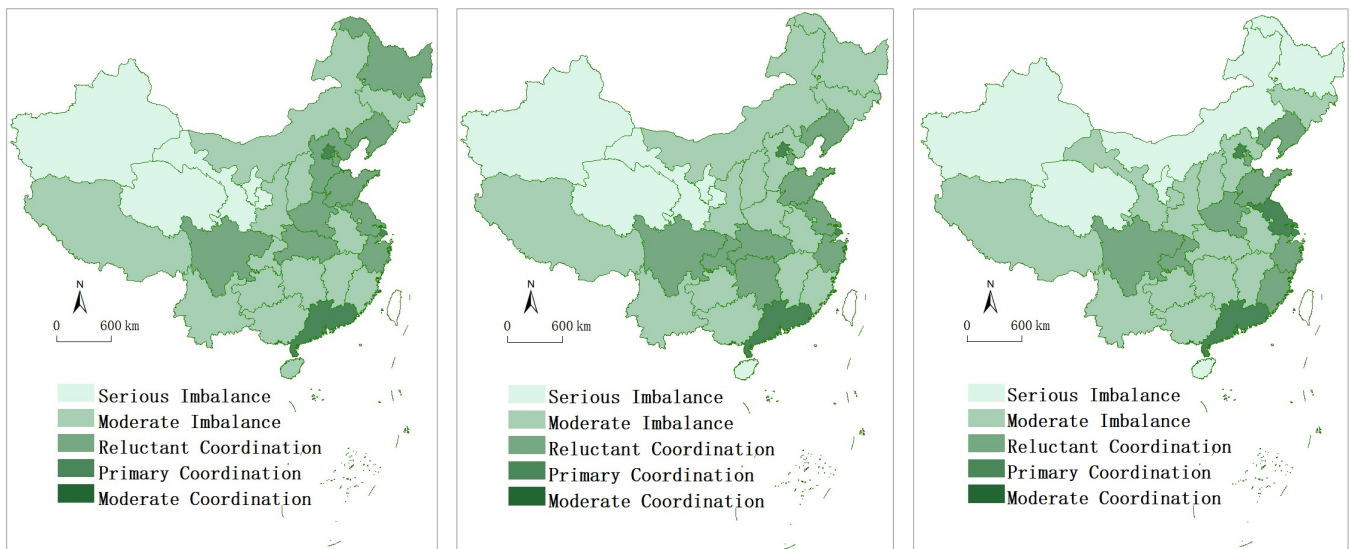 N
0 600 km
Serious Imbalance
Moderate Imbalance
Reluctant Coordination
Primary Coordination
Moderate Coordination
N
0 600 km
Serious Imbalance
Moderate Imbalance
Reluctant Coordination
Primary Coordination
Moderate Coordination
N
0 600 km
Serious Imbalance
Moderate Imbalance
Reluctant Coordination
Primary Coordination
Moderate Coordination